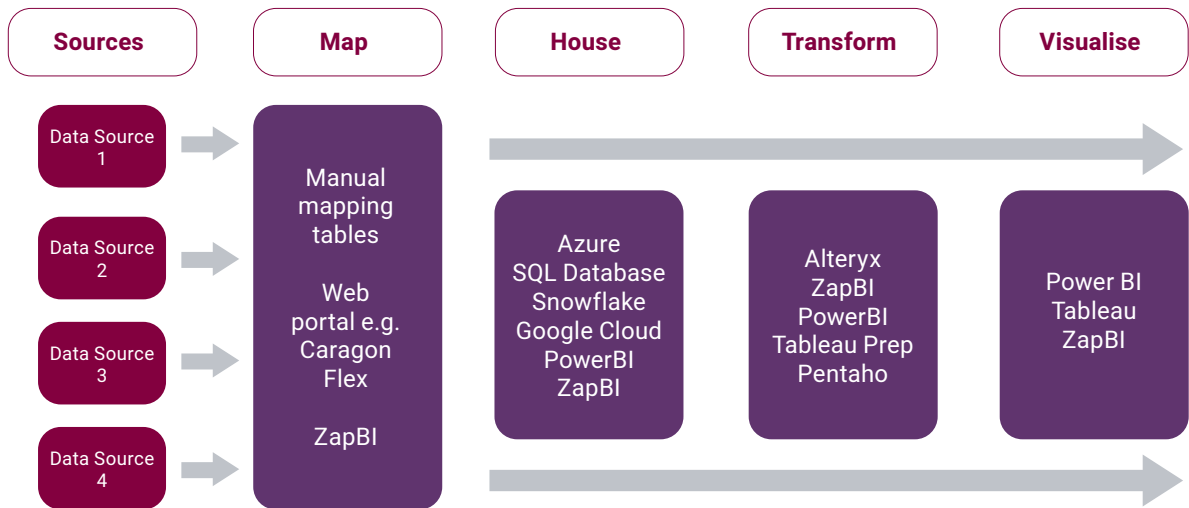 Sources
Map
House
Transform
Visualise
Data Source
1
Data Source
2
Data Source
3
Data Source
4
Manual
mapping
tables
Web
portal e.g.
Caragon
Flex
ZapBI
Azure
SQL Database
Snowflake
Google Cloud
PowerBI
ZapBI
Alteryx
ZapBI
PowerBI
Tableau Prep
Pentaho
Power BI
Tableau
ZapBI